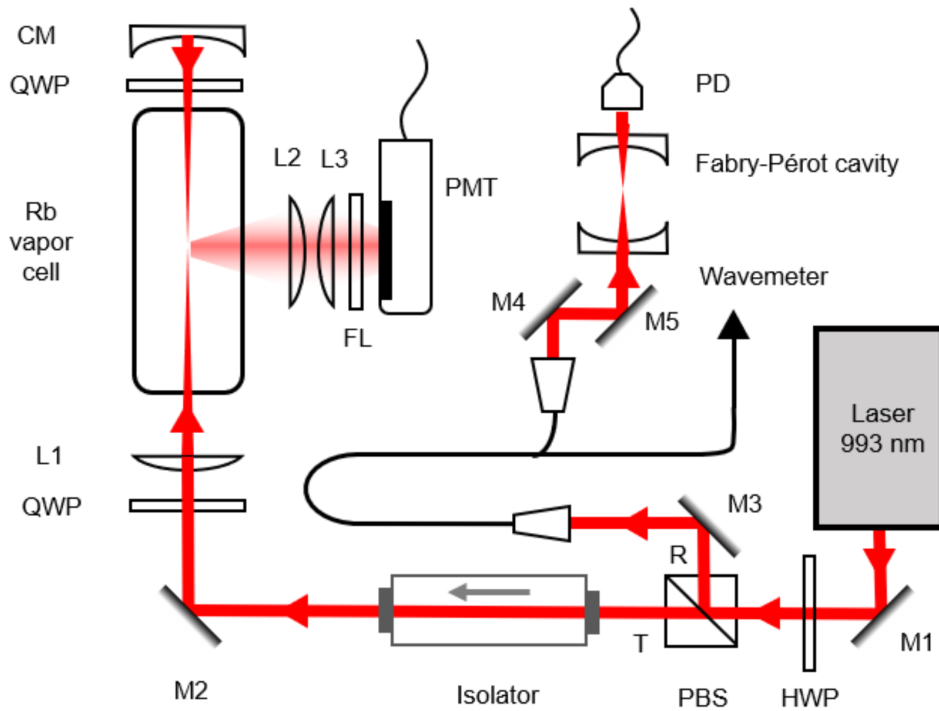 CM
QWP
PD
L2 L3
Fabry-Pérot cavity
PMT
Rb
vapor
cell
Wavemeter
M4
M5
FL
Laser
993 nm
L1
QWP
M3
R
T
M1
M2
Isolator
PBS
HWP